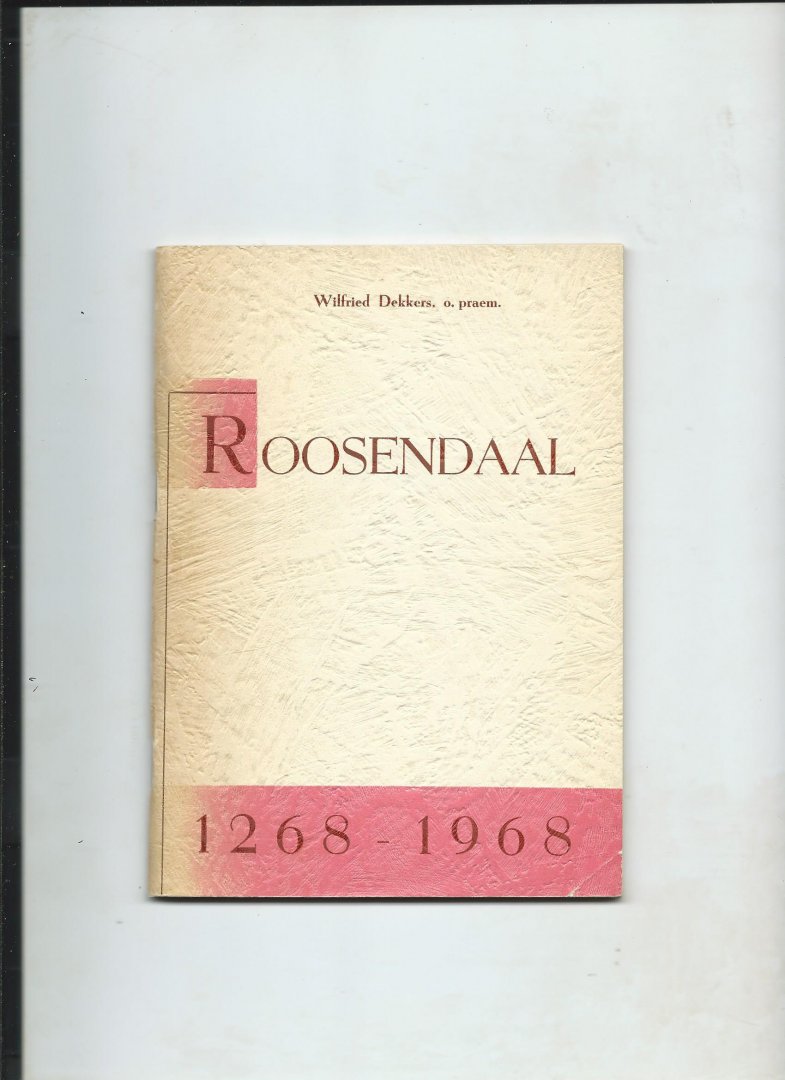 Wilfried Dekkers. o. praem.
ROOSENDAAL
1268 - 1968